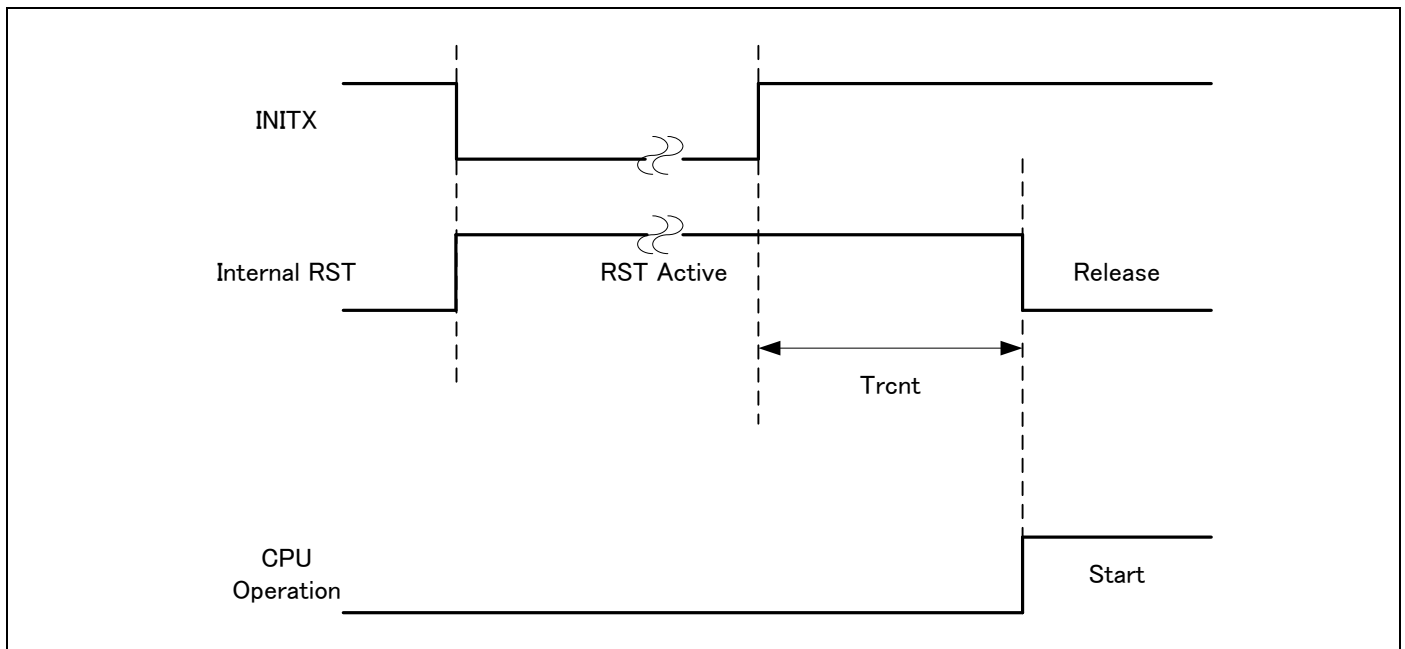 INITX
Internal RST
RST Active
Release
Trcnt
CPU
Operation
Start